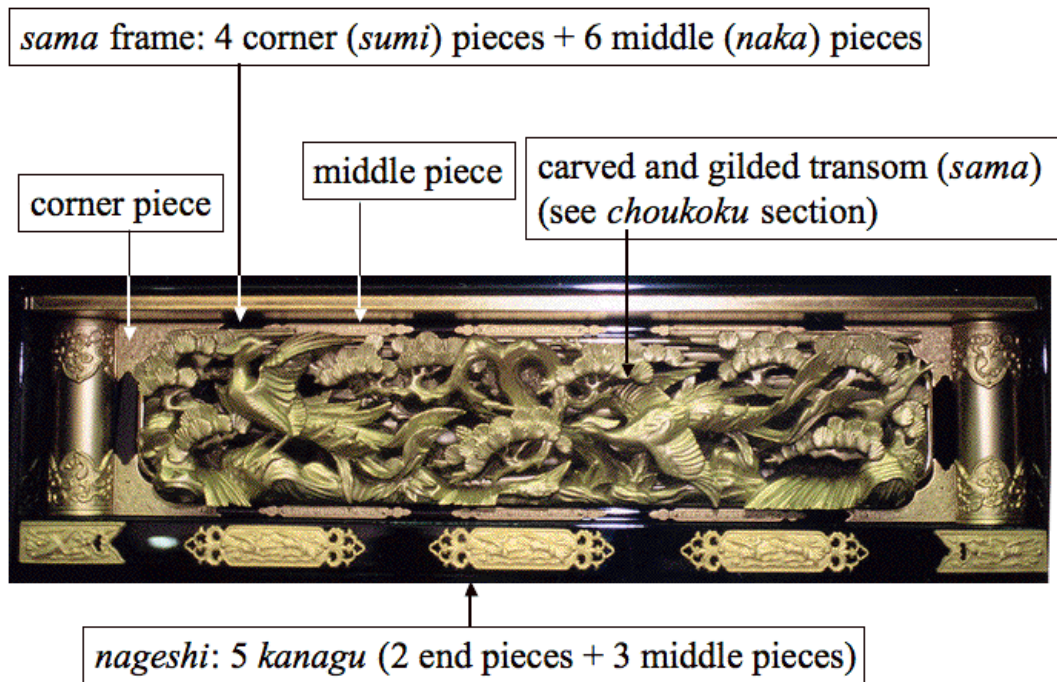 sama frame: 4 corner (sumi) pieces + 6 middle (naka) pieces
middle piece
carved and gilded transom (sama)
(see choukoku section)
corner piece
nageshi: 5 kanagu (2 end pieces + 3 middle pieces)